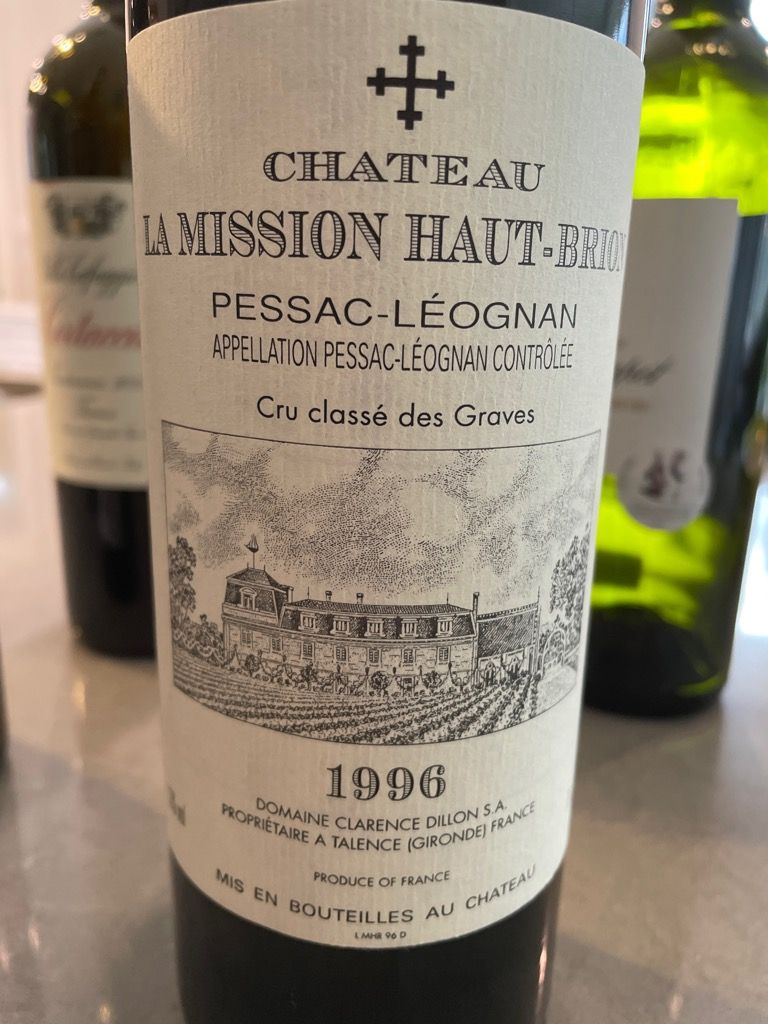 CHATEAU
LA MISSION HAUT-BRION
PESSAC-LÉOGNAN
APPELLATION PESSAC-LÉOGNAN CONTRÔLÉE
Cru classé des Graves
1996
DOMAINE CLARENCE DILLON S.A.
PROPRIÉTAIRE A TALENCE (GIRONDE) FRANCE
PRODUCE OF FRANCE
MIS EN BOUTEILLES AU CHATEAU
L MHR 96 D